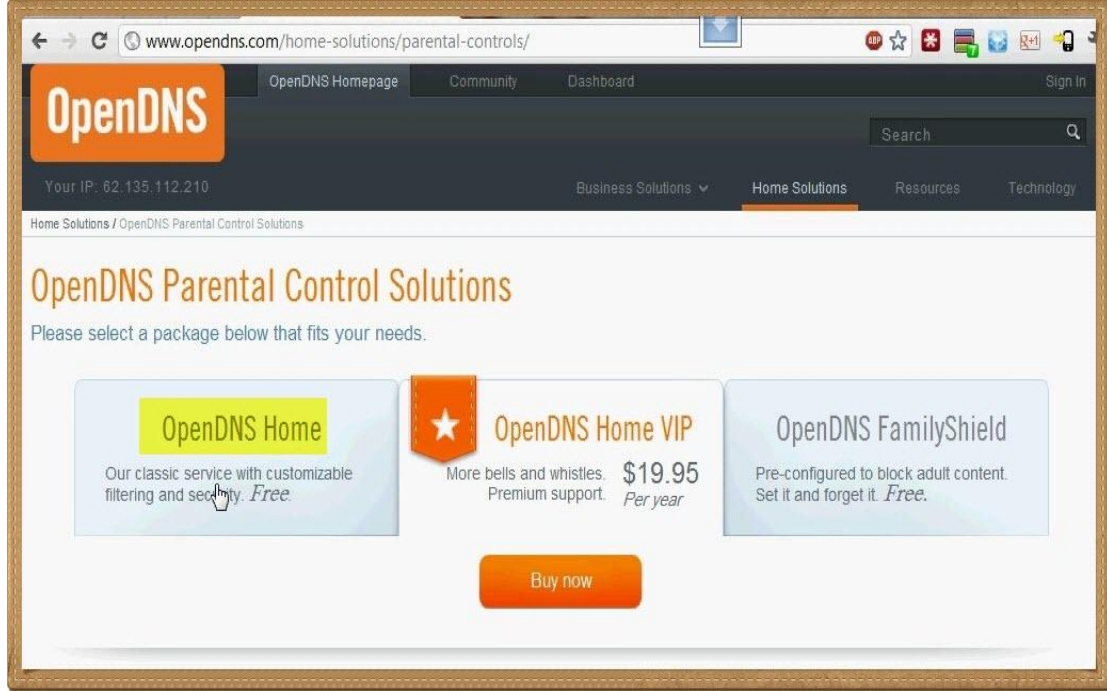 www.opendns.com/home-solutions/parental-controls/
ABP
g+1
7
OpenDNS
OpenDNS Homepage
Community
Dashboard
Sign In
Search
Your IP: 62.135.112.210
Business Solutions
Home Solutions
Resources
Technology
Home Solutions / OpenDNS Parental Control Solutions
OpenDNS Parental Control Solutions
Please select a package below that fits your needs.
OpenDNS Home
Our classic service with customizable
filtering and security. Free.
OpenDNS Home VIP
More bells and whistles.
Premium support.
$19.95
Per year
OpenDNS FamilyShield
Pre-configured to block adult content.
Set it and forget it. Free.
Buy now